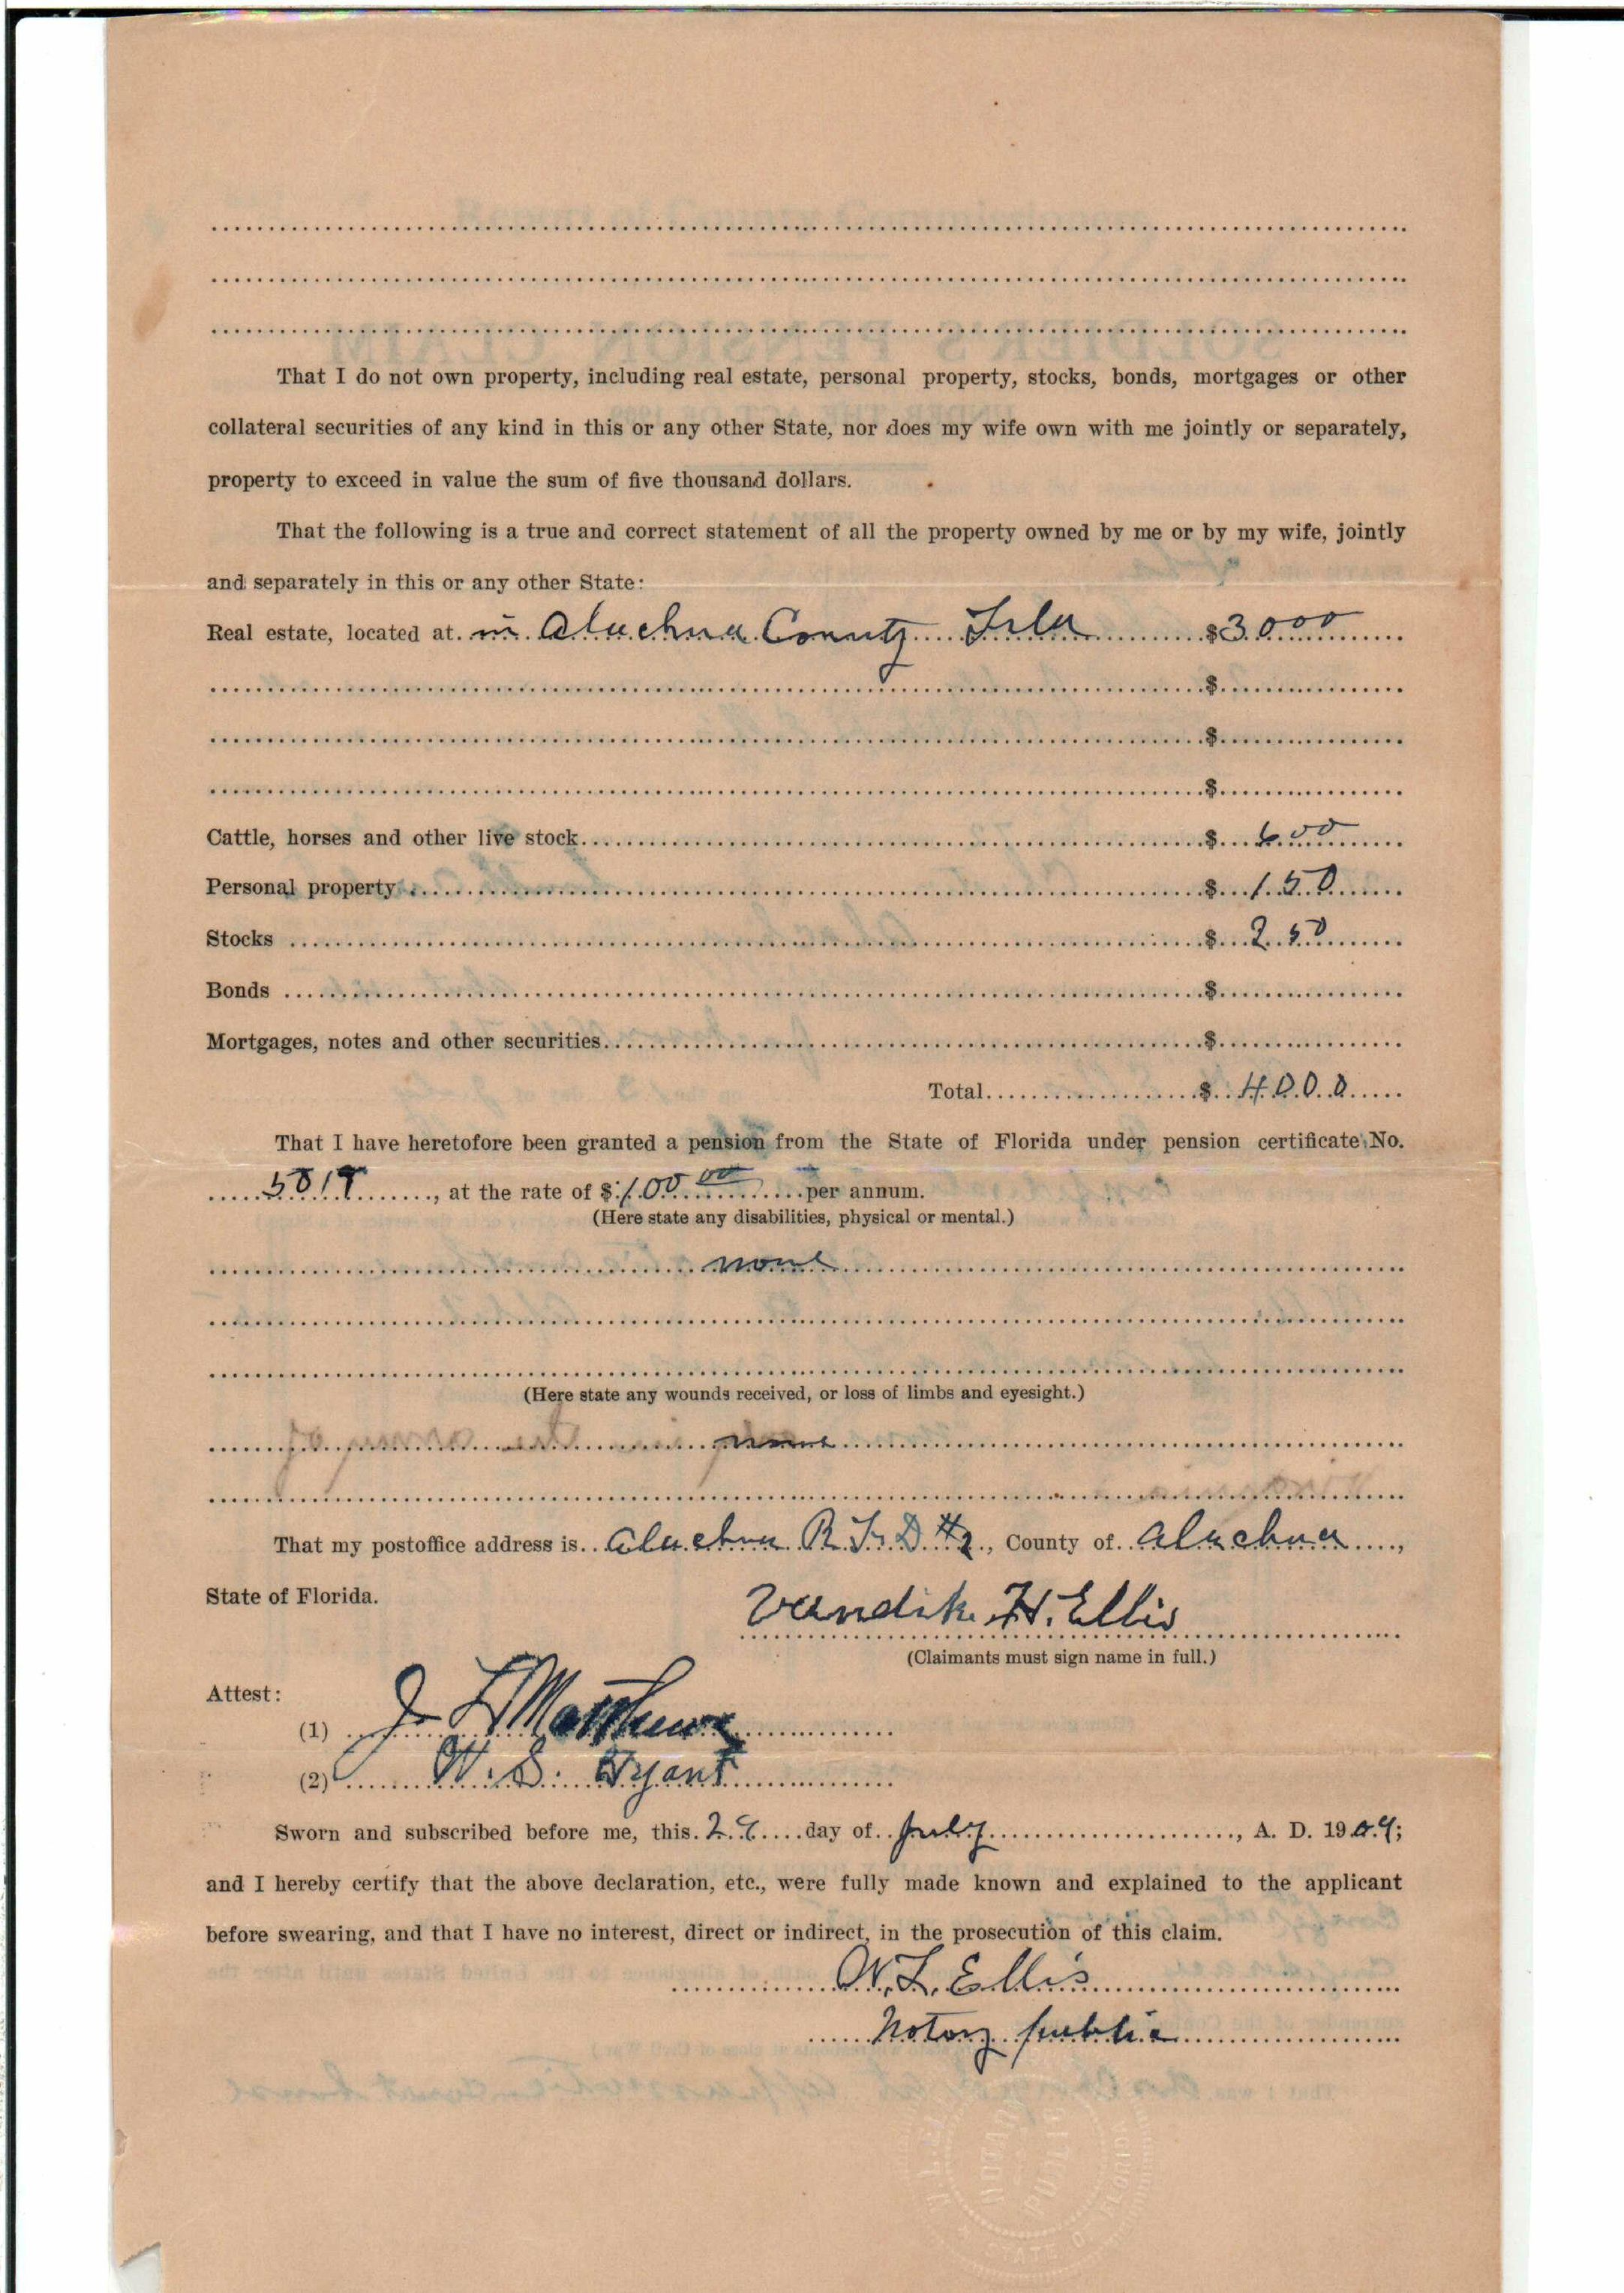 That I do not own property, including real estate, personal property, stocks, bonds, mortgages or other
collateral securities of any kind in this or any other State, nor does my wife own with me jointly or separately,
property to exceed in value the sum of five thousand dollars.
That the following is a true and correct statement of all the property owned by me or by my wife, jointly
and separately in this or any other State:
Real estate, located at in Alachua County Fla $3000
$
$
$
Cattle, horses and other live stock $ 600
Personal property $ 150
Stocks $ 250
Bonds $
Mortgages, notes and other securities $
Total $ 4000
That I have heretofore been granted a pension from the State of Florida under pension certificate No.
, at the rate of $ 100 00 per annum.
(Here state any disabilities, physical or mental.)
none
(Here state any wounds received, or loss of limbs and eyesight.)
none
That my postoffice address is Alachua R.F.D #2, County of Alachua,
State of Florida.
Vandik H. Ellis
(Claimants must sign name in full.)
Attest:
(1) J Matthews
(2) W. S.
Sworn and subscribed before me, this 29 day of July, A. D. 1909;
and I hereby certify that the above declaration, etc., were fully made known and explained to the applicant
before swearing, and that I have no interest, direct or indirect, in the prosecution of this claim.
W. L. Ellis
Notary public
NOTARY
PUBLIC
STATE OF FLORIDA